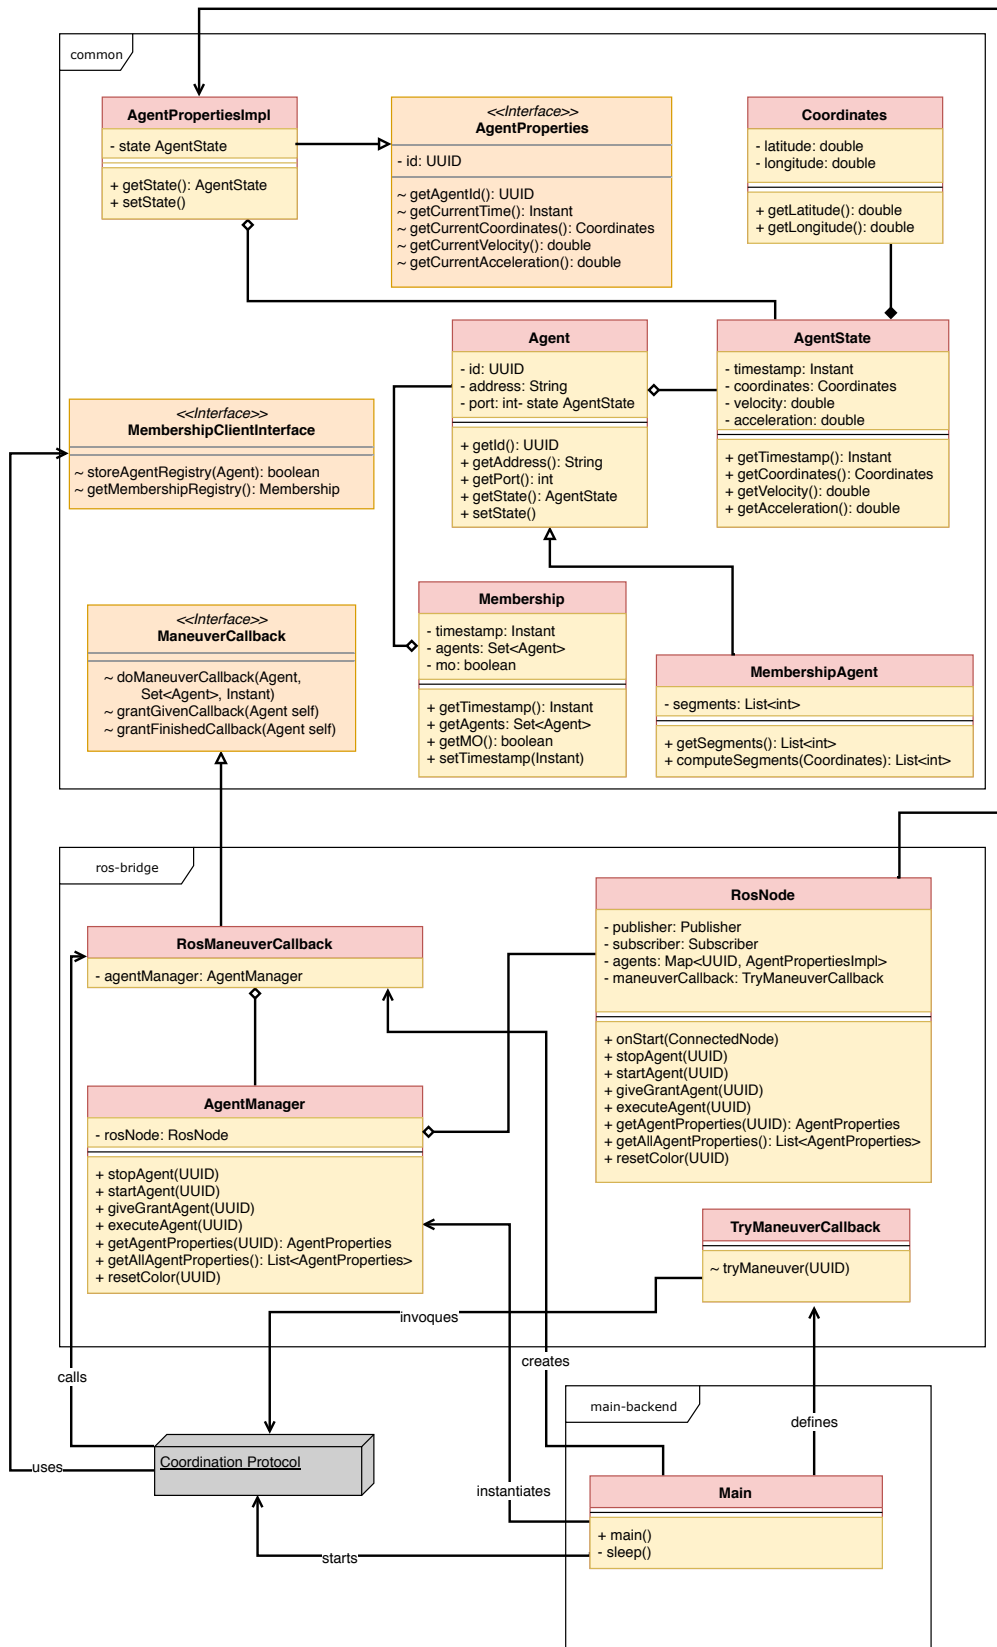 common
AgentPropertiesImpl
- state AgentState
+ getState(): AgentState
+ setState()
<<Interface>>
AgentProperties
- id: UUID
~ getAgentId(): UUID
~ getCurrentTime(): Instant
~ getCurrentCoordinates(): Coordinates
~ getCurrentVelocity(): double
~ getCurrentAcceleration(): double
Coordinates
- latitude: double
- longitude: double
+ getLatitude(): double
+ getLongitude(): double
Agent
- id: UUID
- address: String
- port: int- state AgentState
+ getId(): UUID
+ getAddress(): String
+ getPort(): int
+ getState(): AgentState
+ setState()
AgentState
- timestamp: Instant
- coordinates: Coordinates
- velocity: double
- acceleration: double
+ getTimestamp(): Instant
+ getCoordinates(): Coordinates
+ getVelocity(): double
+ getAcceleration(): double
<<Interface>>
MembershipClientInterface
~ storeAgentRegistry(Agent): boolean
~ getMembershipRegistry(): Membership
<<Interface>>
ManeuverCallback
~ doManeuverCallback(Agent,
Set<Agent>, Instant)
~ grantGivenCallback(Agent self)
~ grantFinishedCallback(Agent self)
Membership
- timestamp: Instant
- agents: Set<Agent>
- mo: boolean
+ getTimestamp(): Instant
+ getAgents: Set<Agent>
+ getMO(): boolean
+ setTimestamp(Instant)
MembershipAgent
- segments: List<int>
+ getSegments(): List<int>
+ computeSegments(Coordinates): List<int>
ros-bridge
RosManeuverCallback
- agentManager: AgentManager
RosNode
- publisher: Publisher
- subscriber: Subscriber
- agents: Map<UUID, AgentPropertiesImpl>
- maneuverCallback: TryManeuverCallback
+ onStart(ConnectedNode)
+ stopAgent(UUID)
+ startAgent(UUID)
+ giveGrantAgent(UUID)
+ executeAgent(UUID)
+ getAgentProperties(UUID): AgentProperties
+ getAllAgentProperties(): List<AgentProperties>
+ resetColor(UUID)
AgentManager
- rosNode: RosNode
+ stopAgent(UUID)
+ startAgent(UUID)
+ giveGrantAgent(UUID)
+ executeAgent(UUID)
+ getAgentProperties(UUID): AgentProperties
+ getAllAgentProperties(): List<AgentProperties>
+ resetColor(UUID)
TryManeuverCallback
~ tryManeuver(UUID)
invoques
creates
calls
main-backend
defines
Coordination Protocol
uses
instantiates
Main
+ main()
- sleep()
starts